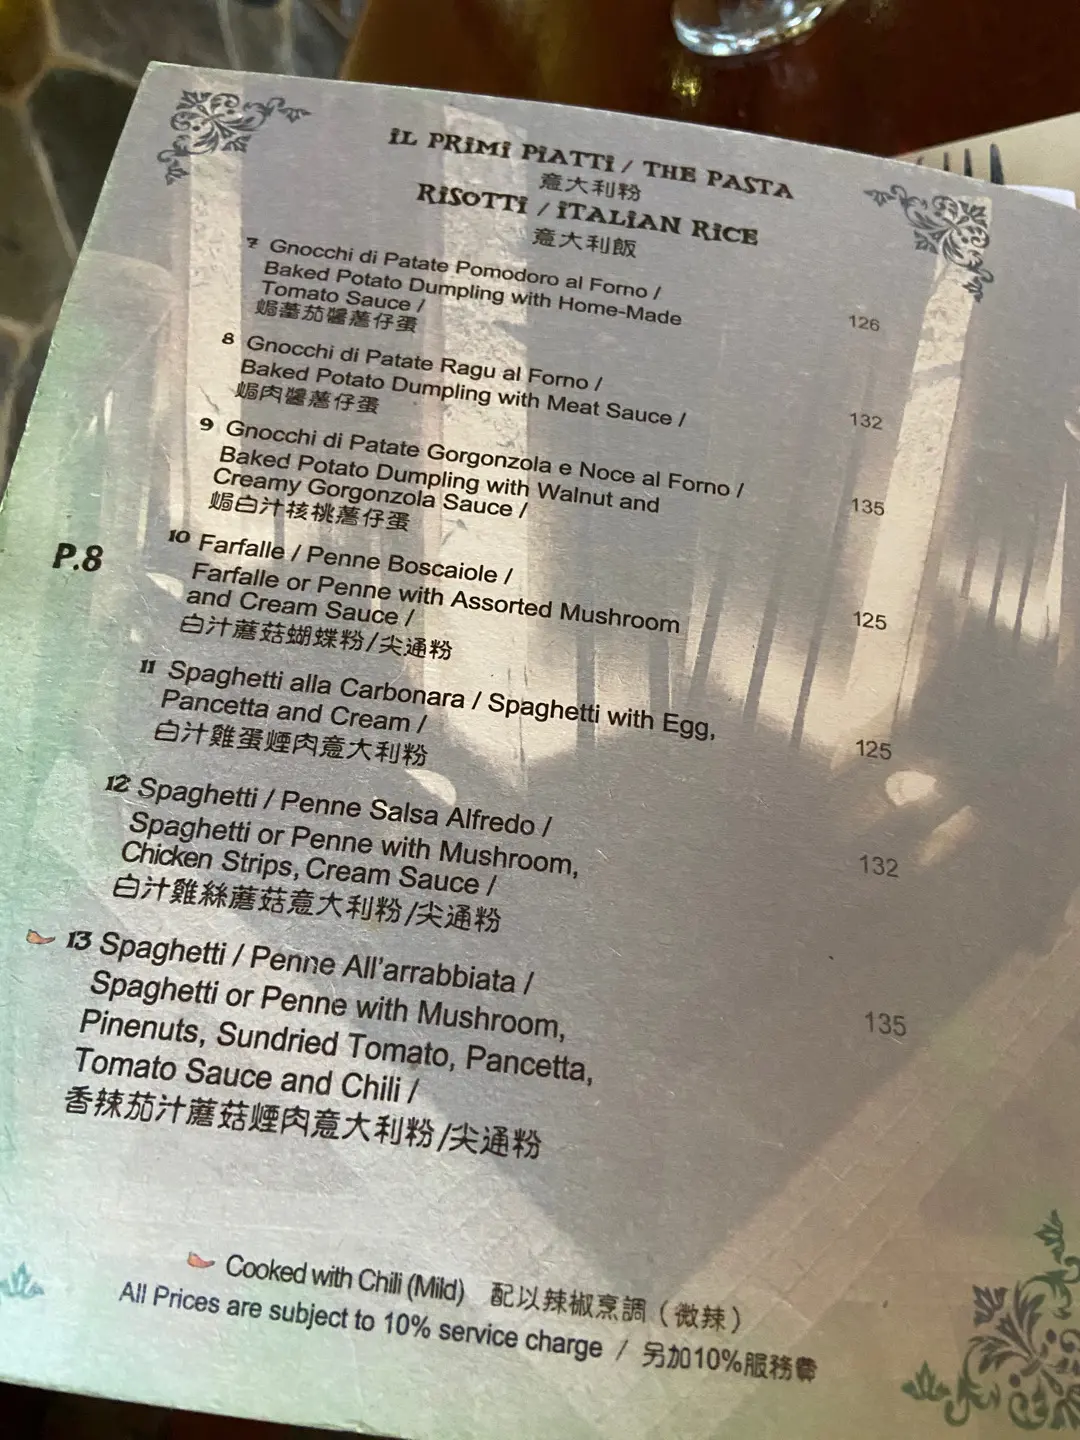 iL PRiMi PiATTi / THE PASTA
意大利粉
RiSOTTi / iTALiAN RiCE
意大利飯
7 Gnocchi di Patate Pomodoro al Forno /
Baked Potato Dumpling with Home-Made
Tomato Sauce / 126
焗蕃茄醬薯仔蛋
8 Gnocchi di Patate Ragu al Forno /
Baked Potato Dumpling with Meat Sauce / 132
焗肉醬薯仔蛋
9 Gnocchi di Patate Gorgonzola e Noce al Forno /
Baked Potato Dumpling with Walnut and 135
Creamy Gorgonzola Sauce /
焗白汁核桃薯仔蛋
P.8
10 Farfalle / Penne Boscaiole /
Farfalle or Penne with Assorted Mushroom 125
and Cream Sauce /
白汁蘑菇蝴蝶粉/尖通粉
11 Spaghetti alla Carbonara / Spaghetti with Egg,
Pancetta and Cream / 125
白汁雞蛋煙肉意大利粉
12 Spaghetti / Penne Salsa Alfredo /
Spaghetti or Penne with Mushroom, 132
Chicken Strips, Cream Sauce /
白汁雞絲蘑菇意大利粉/尖通粉
13 Spaghetti / Penne All'arrabbiata /
Spaghetti or Penne with Mushroom, 135
Pinenuts, Sundried Tomato, Pancetta,
Tomato Sauce and Chili /
香辣茄汁蘑菇煙肉意大利粉/尖通粉
Cooked with Chili (Mild) 配以辣椒烹調（微辣）
All Prices are subject to 10% service charge / 另加10%服務費